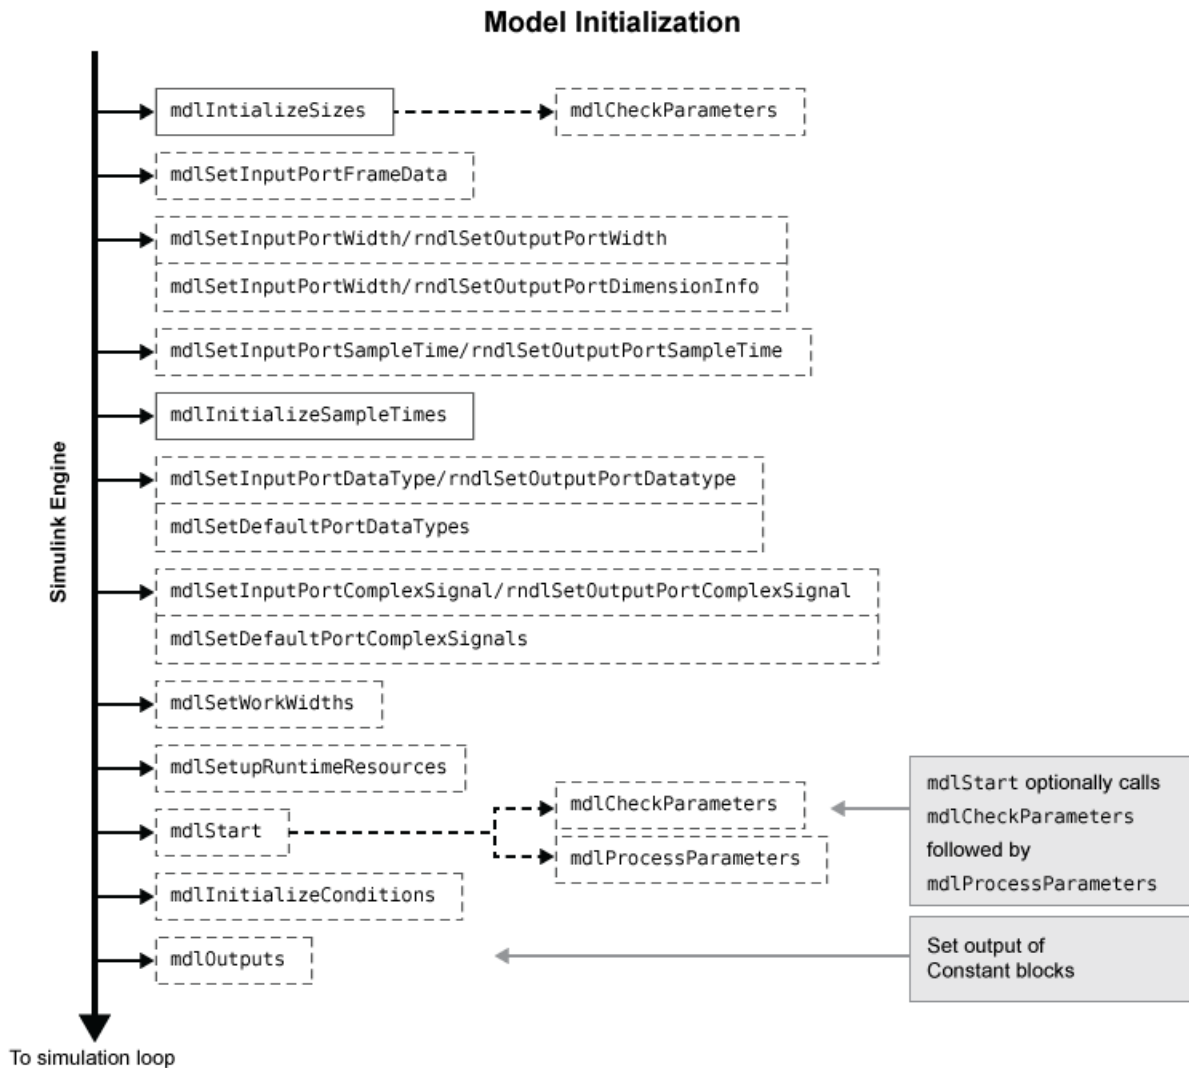 Model Initialization
mdlIntializeSizes
mdlCheckParameters
mdlSetInputPortFrameData
mdlSetInputPortWidth/rndlSetOutputPortWidth
mdlSetInputPortWidth/rndlSetOutputPortDimensionInfo
mdlSetInputPortSampleTime/rndlSetOutputPortSampleTime
mdlInitializeSampleTimes
Simulink Engine
mdlSetInputPortDataType/rndlSetOutputPortDatatype
mdlSetDefaultPortDataTypes
mdlSetInputPortComplexSignal/rndlSetOutputPortComplexSignal
mdlSetDefaultPortComplexSignals
mdlSetWorkWidths
mdlSetupRuntimeResources
mdlStart
mdlCheckParameters
mdlProcessParameters
mdlStart optionally calls
mdlCheckParameters
followed by
mdlProcessParameters
mdlInitializeConditions
mdlOutputs
Set output of
Constant blocks
To simulation loop